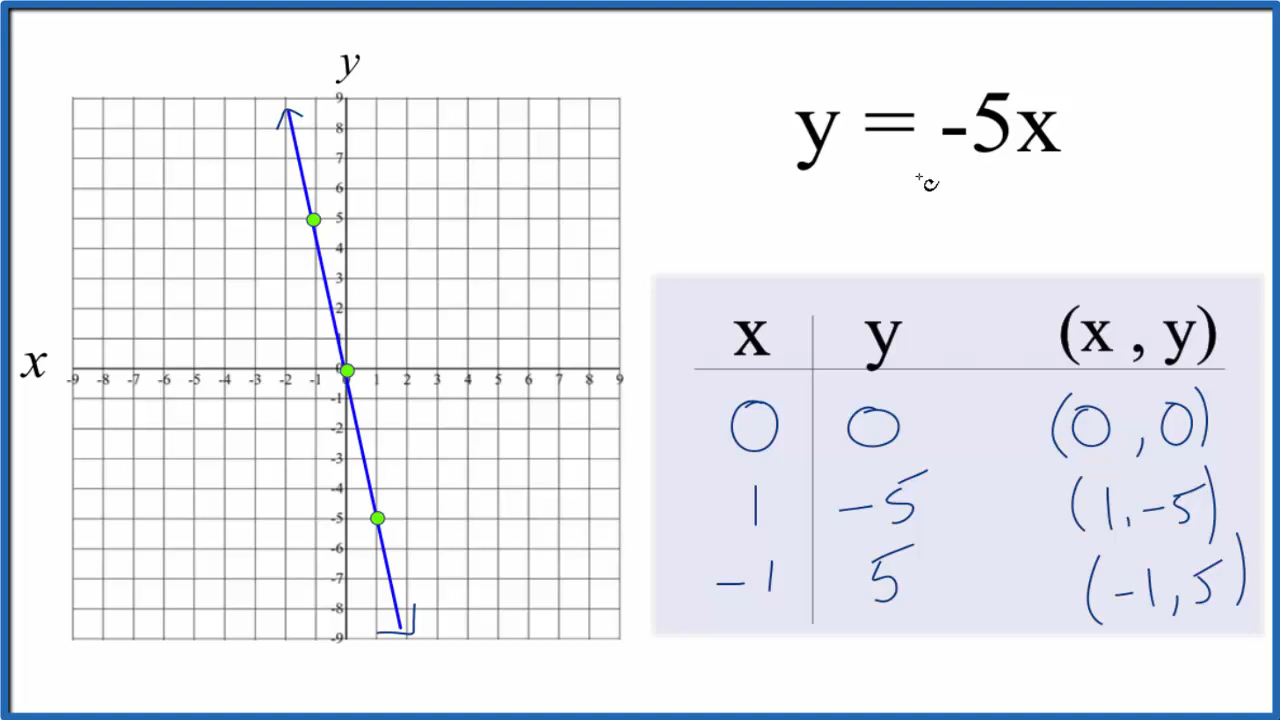 y
9
8
7
6
5
4
3
2
1
x
-9 -8 -7 -6 -5 -4 -3 -2 -1 0 1 2 3 4 5 6 7 8 9
-1
-2
-3
-4
-5
-6
-7
-8
-9
y = -5x
x y (x , y)
0 0 (0 , 0)
1 -5 (1, -5)
-1 5 (-1, 5)